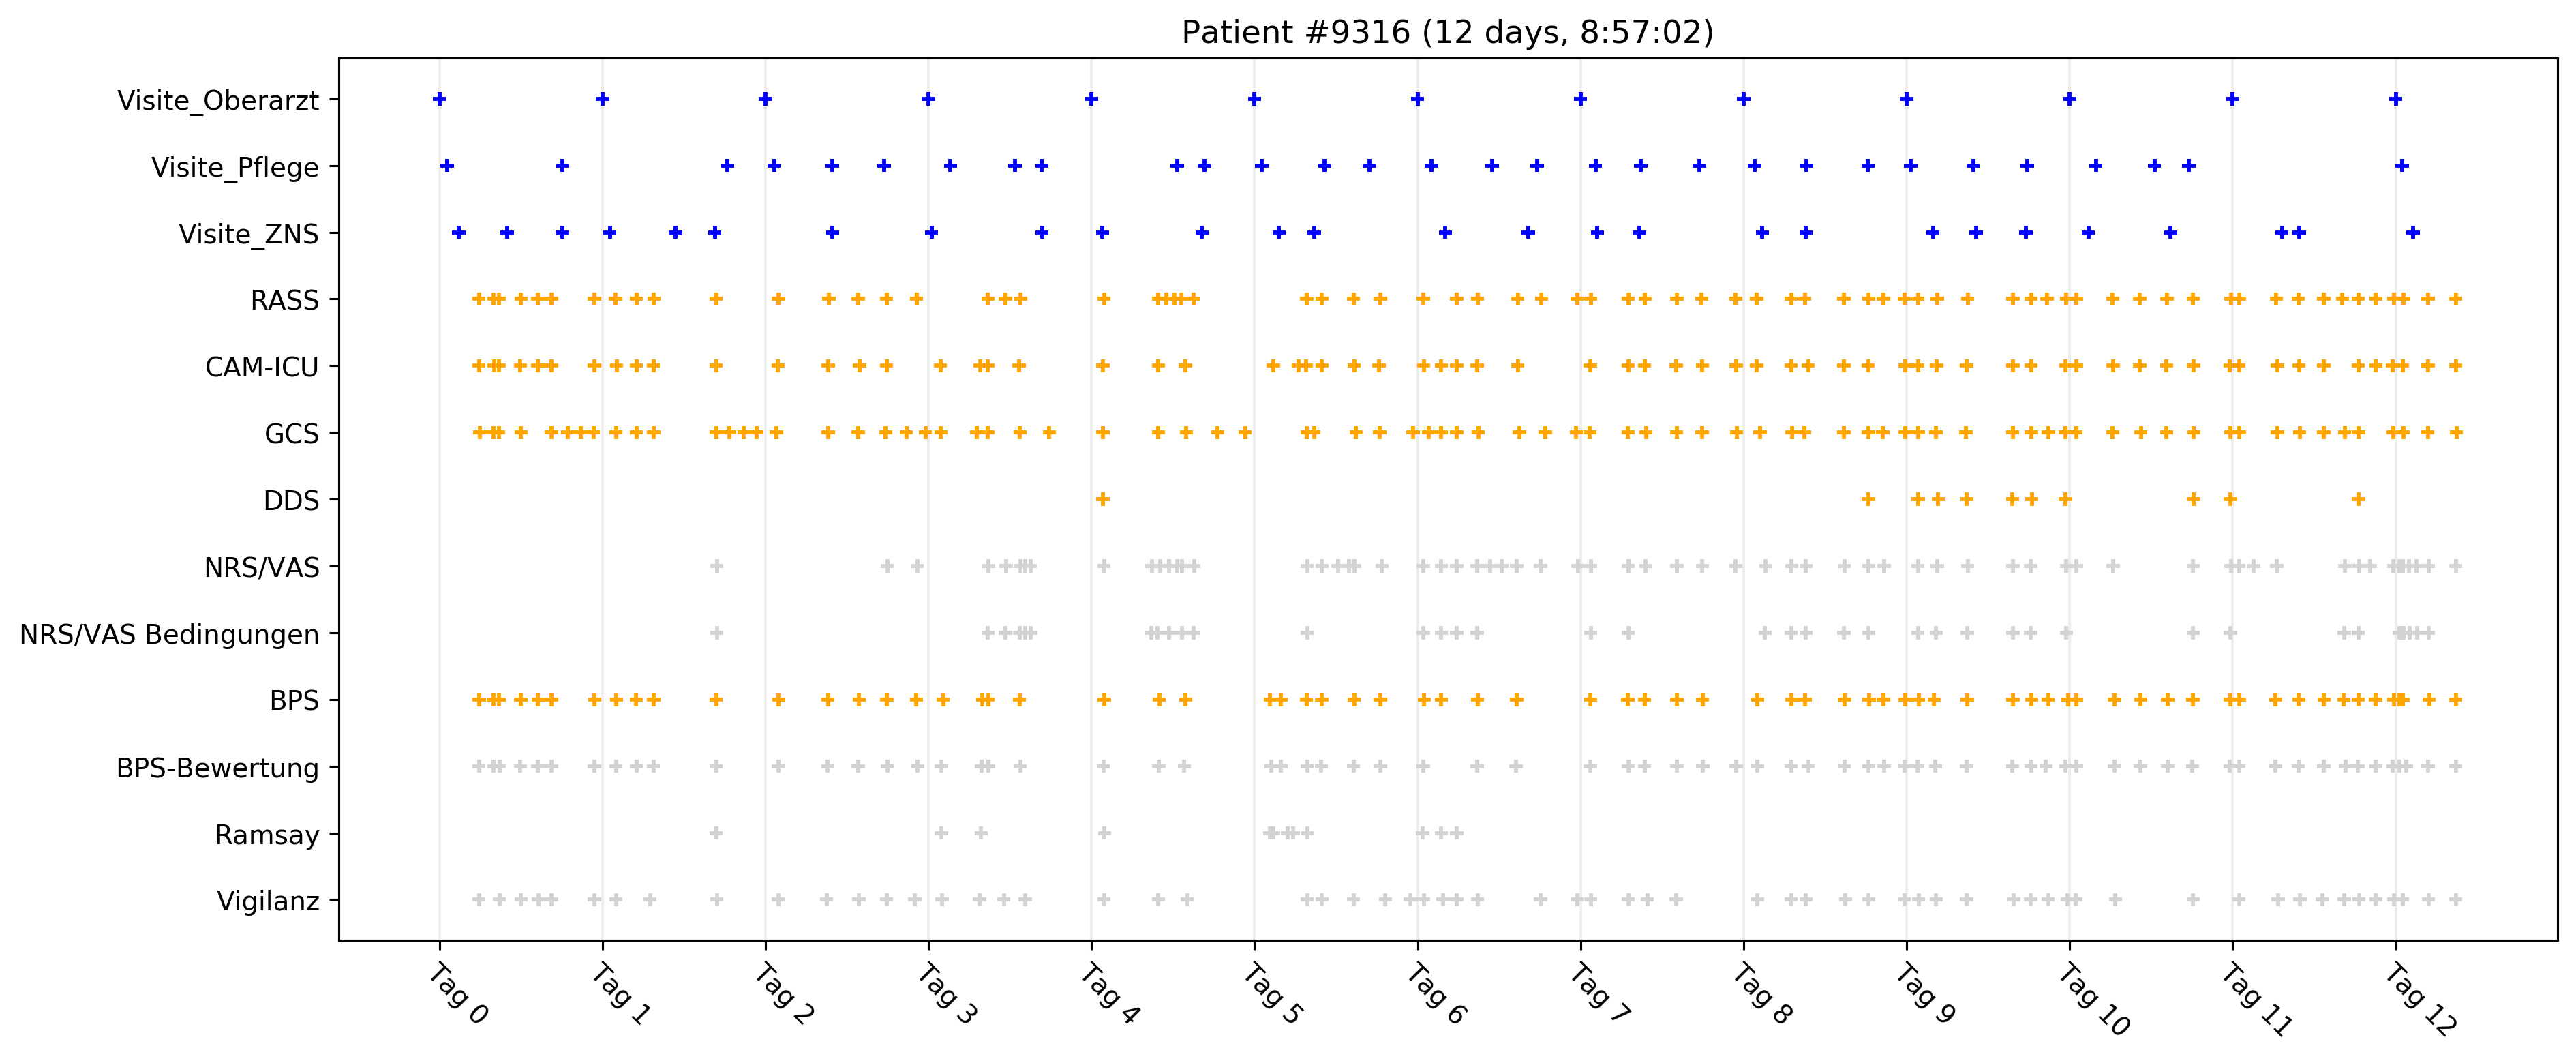 Patient #9316 (12 days, 8:57:02)
Visite_Oberarzt
Visite_Pflege
Visite_ZNS
RASS
CAM-ICU
GCS
DDS
NRS/VAS
NRS/VAS Bedingungen
BPS
BPS-Bewertung
Ramsay
Vigilanz
Tag 0
Tag 1
Tag 2
Tag 3
Tag 4
Tag 5
Tag 6
Tag 7
Tag 8
Tag 9
Tag 10
Tag 11
Tag 12